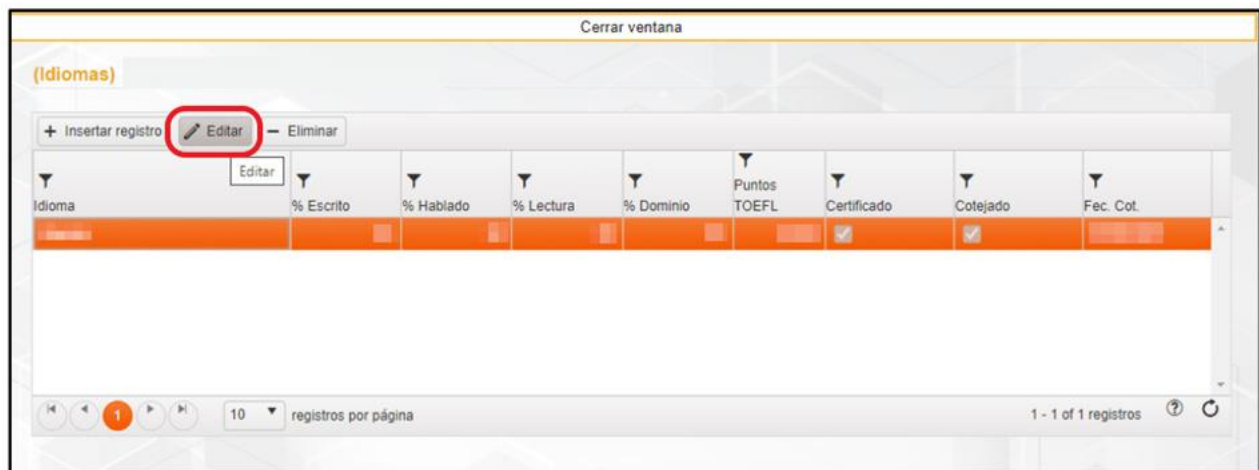 Cerrar ventana
(Idiomas)
+ Insertar registro Editar − Eliminar
Editar
Idioma % Escrito % Hablado % Lectura % Dominio Puntos TOEFL Certificado Cotejado Fec. Cot.
1 10 registros por página 1 - 1 of 1 registros